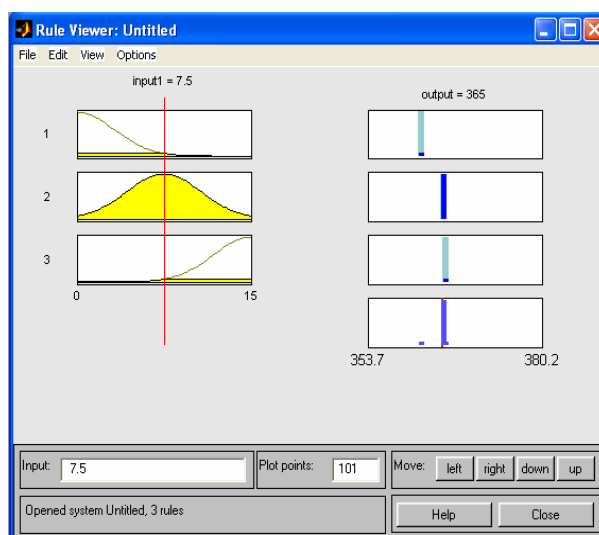 Rule Viewer: Untitled
File Edit View Options
input1 = 7.5
output = 365
1
2
3
0 15
353.7 380.2
Input: 7.5 Plot points: 101 Move: left right down up
Opened system Untitled, 3 rules
Help Close